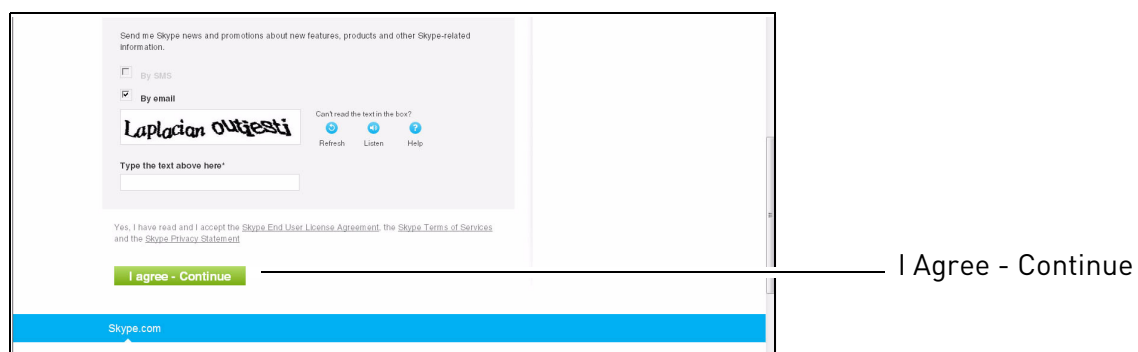 Send me Skype news and promotions about new features, products and other Skype-related
information.
By SMS
By email
Can't read the text in the box?
Laplacian outjesti
Refresh Listen Help
Type the text above here*
Yes, I have read and I accept the Skype End User License Agreement, the Skype Terms of Services
and the Skype Privacy Statement
I agree - Continue
I Agree - Continue
Skype.com